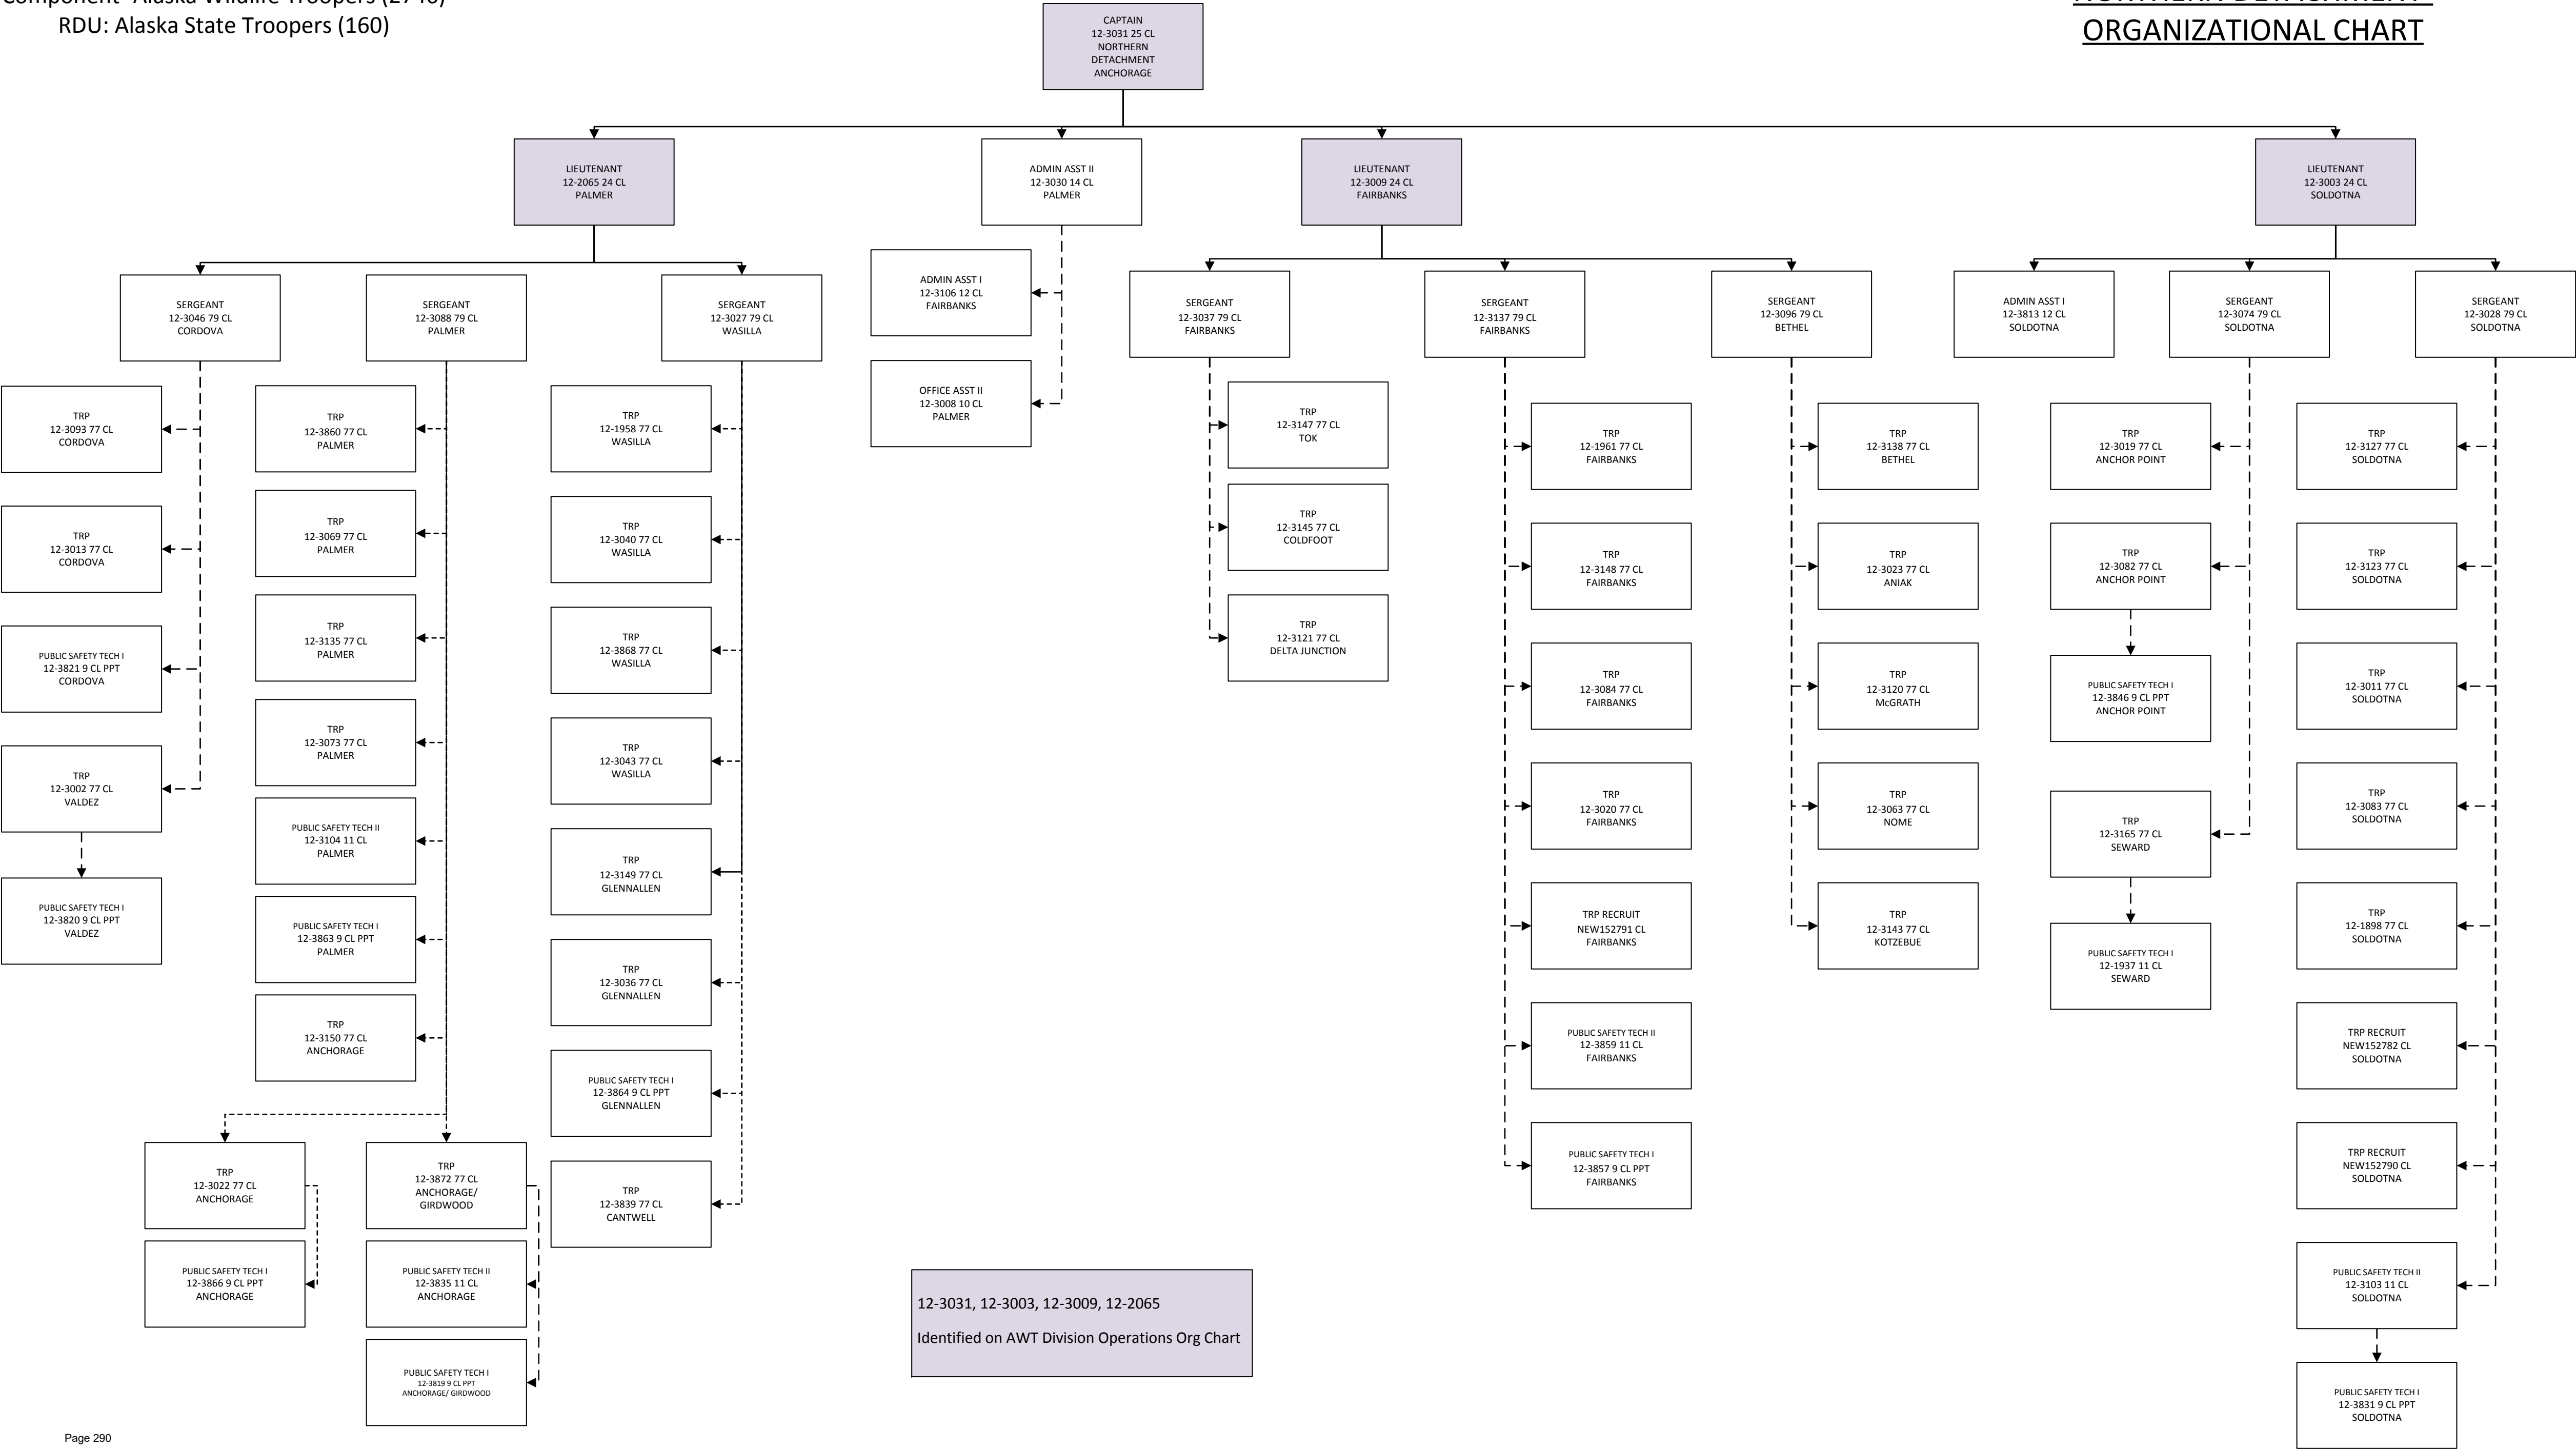 RDU: Alaska State Troopers (160)
ORGANIZATIONAL CHART
CAPTAIN
12-3031 25 CL
NORTHERN
DETACHMENT
ANCHORAGE
LIEUTENANT
12-2065 24 CL
PALMER
ADMIN ASST II
12-3030 14 CL
PALMER
LIEUTENANT
12-3009 24 CL
FAIRBANKS
LIEUTENANT
12-3003 24 CL
SOLDOTNA
SERGEANT
12-3046 79 CL
CORDOVA
SERGEANT
12-3088 79 CL
PALMER
SERGEANT
12-3027 79 CL
WASILLA
ADMIN ASST I
12-3106 12 CL
FAIRBANKS
OFFICE ASST II
12-3008 10 CL
PALMER
SERGEANT
12-3037 79 CL
FAIRBANKS
SERGEANT
12-3137 79 CL
FAIRBANKS
SERGEANT
12-3096 79 CL
BETHEL
ADMIN ASST I
12-3813 12 CL
SOLDOTNA
SERGEANT
12-3074 79 CL
SOLDOTNA
SERGEANT
12-3028 79 CL
SOLDOTNA
TRP
12-3093 77 CL
CORDOVA
TRP
12-3013 77 CL
CORDOVA
PUBLIC SAFETY TECH I
12-3821 9 CL PPT
CORDOVA
TRP
12-3002 77 CL
VALDEZ
PUBLIC SAFETY TECH I
12-3820 9 CL PPT
VALDEZ
TRP
12-3860 77 CL
PALMER
TRP
12-3069 77 CL
PALMER
TRP
12-3135 77 CL
PALMER
TRP
12-3073 77 CL
PALMER
PUBLIC SAFETY TECH II
12-3104 11 CL
PALMER
PUBLIC SAFETY TECH I
12-3863 9 CL PPT
PALMER
TRP
12-3150 77 CL
ANCHORAGE
TRP
12-3022 77 CL
ANCHORAGE
PUBLIC SAFETY TECH I
12-3866 9 CL PPT
ANCHORAGE
TRP
12-3872 77 CL
ANCHORAGE/
GIRDWOOD
PUBLIC SAFETY TECH II
12-3835 11 CL
ANCHORAGE
PUBLIC SAFETY TECH I
12-3819 9 CL PPT
ANCHORAGE/ GIRDWOOD
TRP
12-1958 77 CL
WASILLA
TRP
12-3040 77 CL
WASILLA
TRP
12-3868 77 CL
WASILLA
TRP
12-3043 77 CL
WASILLA
TRP
12-3149 77 CL
GLENNALLEN
TRP
12-3036 77 CL
GLENNALLEN
PUBLIC SAFETY TECH I
12-3864 9 CL PPT
GLENNALLEN
TRP
12-3839 77 CL
CANTWELL
TRP
12-3147 77 CL
TOK
TRP
12-3145 77 CL
COLDFOOT
TRP
12-3121 77 CL
DELTA JUNCTION
TRP
12-1961 77 CL
FAIRBANKS
TRP
12-3148 77 CL
FAIRBANKS
TRP
12-3084 77 CL
FAIRBANKS
TRP
12-3020 77 CL
FAIRBANKS
TRP RECRUIT
NEW152791 CL
FAIRBANKS
PUBLIC SAFETY TECH II
12-3859 11 CL
FAIRBANKS
PUBLIC SAFETY TECH I
12-3857 9 CL PPT
FAIRBANKS
TRP
12-3138 77 CL
BETHEL
TRP
12-3023 77 CL
ANIAK
TRP
12-3120 77 CL
McGRATH
TRP
12-3063 77 CL
NOME
TRP
12-3143 77 CL
KOTZEBUE
TRP
12-3019 77 CL
ANCHOR POINT
TRP
12-3082 77 CL
ANCHOR POINT
PUBLIC SAFETY TECH I
12-3846 9 CL PPT
ANCHOR POINT
TRP
12-3165 77 CL
SEWARD
PUBLIC SAFETY TECH I
12-1937 11 CL
SEWARD
TRP
12-3127 77 CL
SOLDOTNA
TRP
12-3123 77 CL
SOLDOTNA
TRP
12-3011 77 CL
SOLDOTNA
TRP
12-3083 77 CL
SOLDOTNA
TRP
12-1898 77 CL
SOLDOTNA
TRP RECRUIT
NEW152782 CL
SOLDOTNA
TRP RECRUIT
NEW152790 CL
SOLDOTNA
PUBLIC SAFETY TECH II
12-3103 11 CL
SOLDOTNA
PUBLIC SAFETY TECH I
12-3831 9 CL PPT
SOLDOTNA
12-3031, 12-3003, 12-3009, 12-2065
Identified on AWT Division Operations Org Chart
Page 290